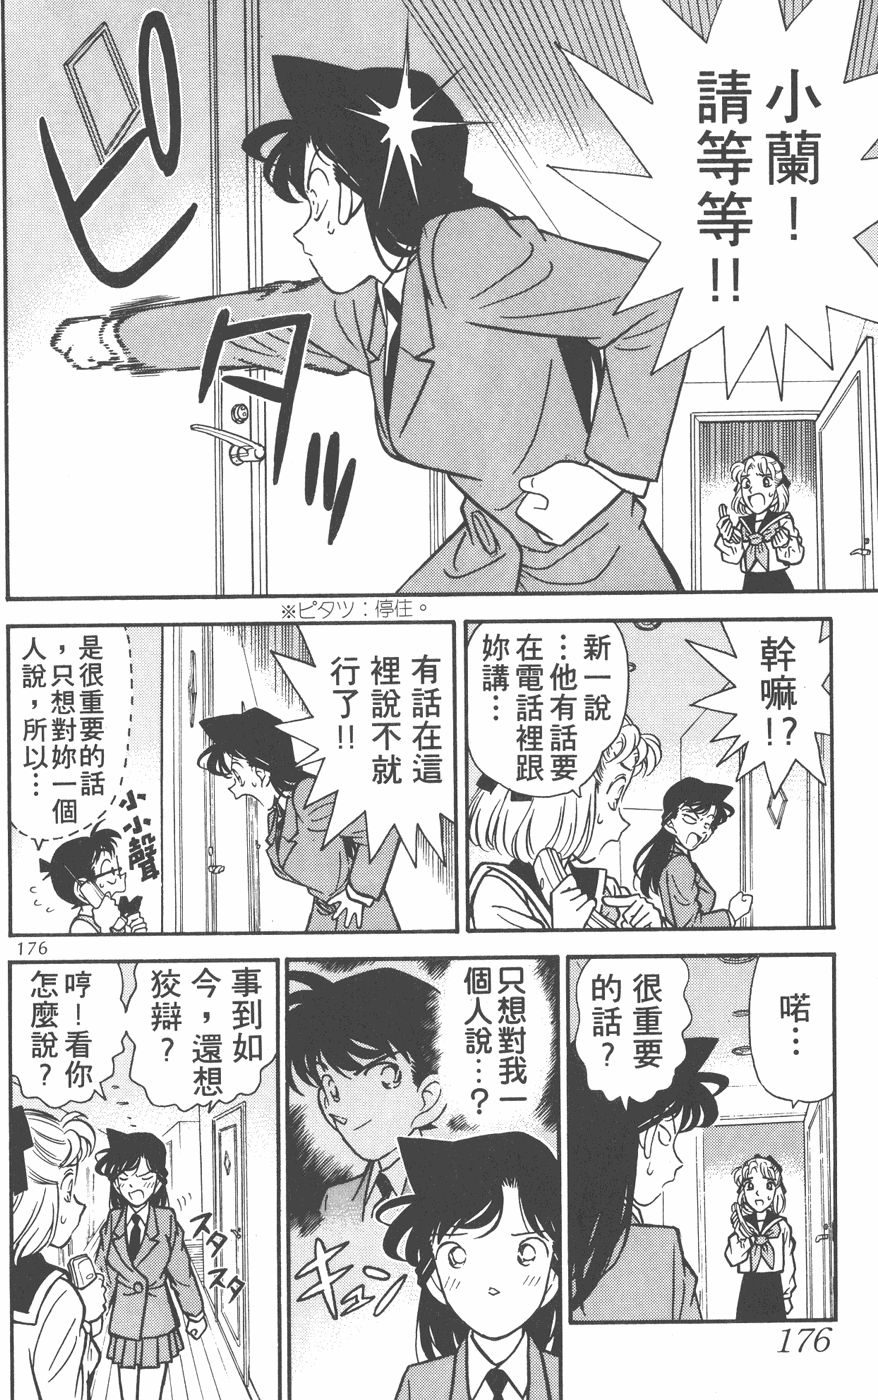 小蘭！
請等等!!
ピタッ
※ピタツ：停住。
幹嘛!?
新一說
…他有話要
在電話裡跟
妳講…
有話在這
裡說不就
行了!!
是很重要的話
，只想對妳一個
人說，所以…
小小聲
176
喏…
很重要
的話？
只想對我一
個人說…？
キュン
事到如
今，還想
狡辯？
哼！看你
怎麼說？
スタスタ
176